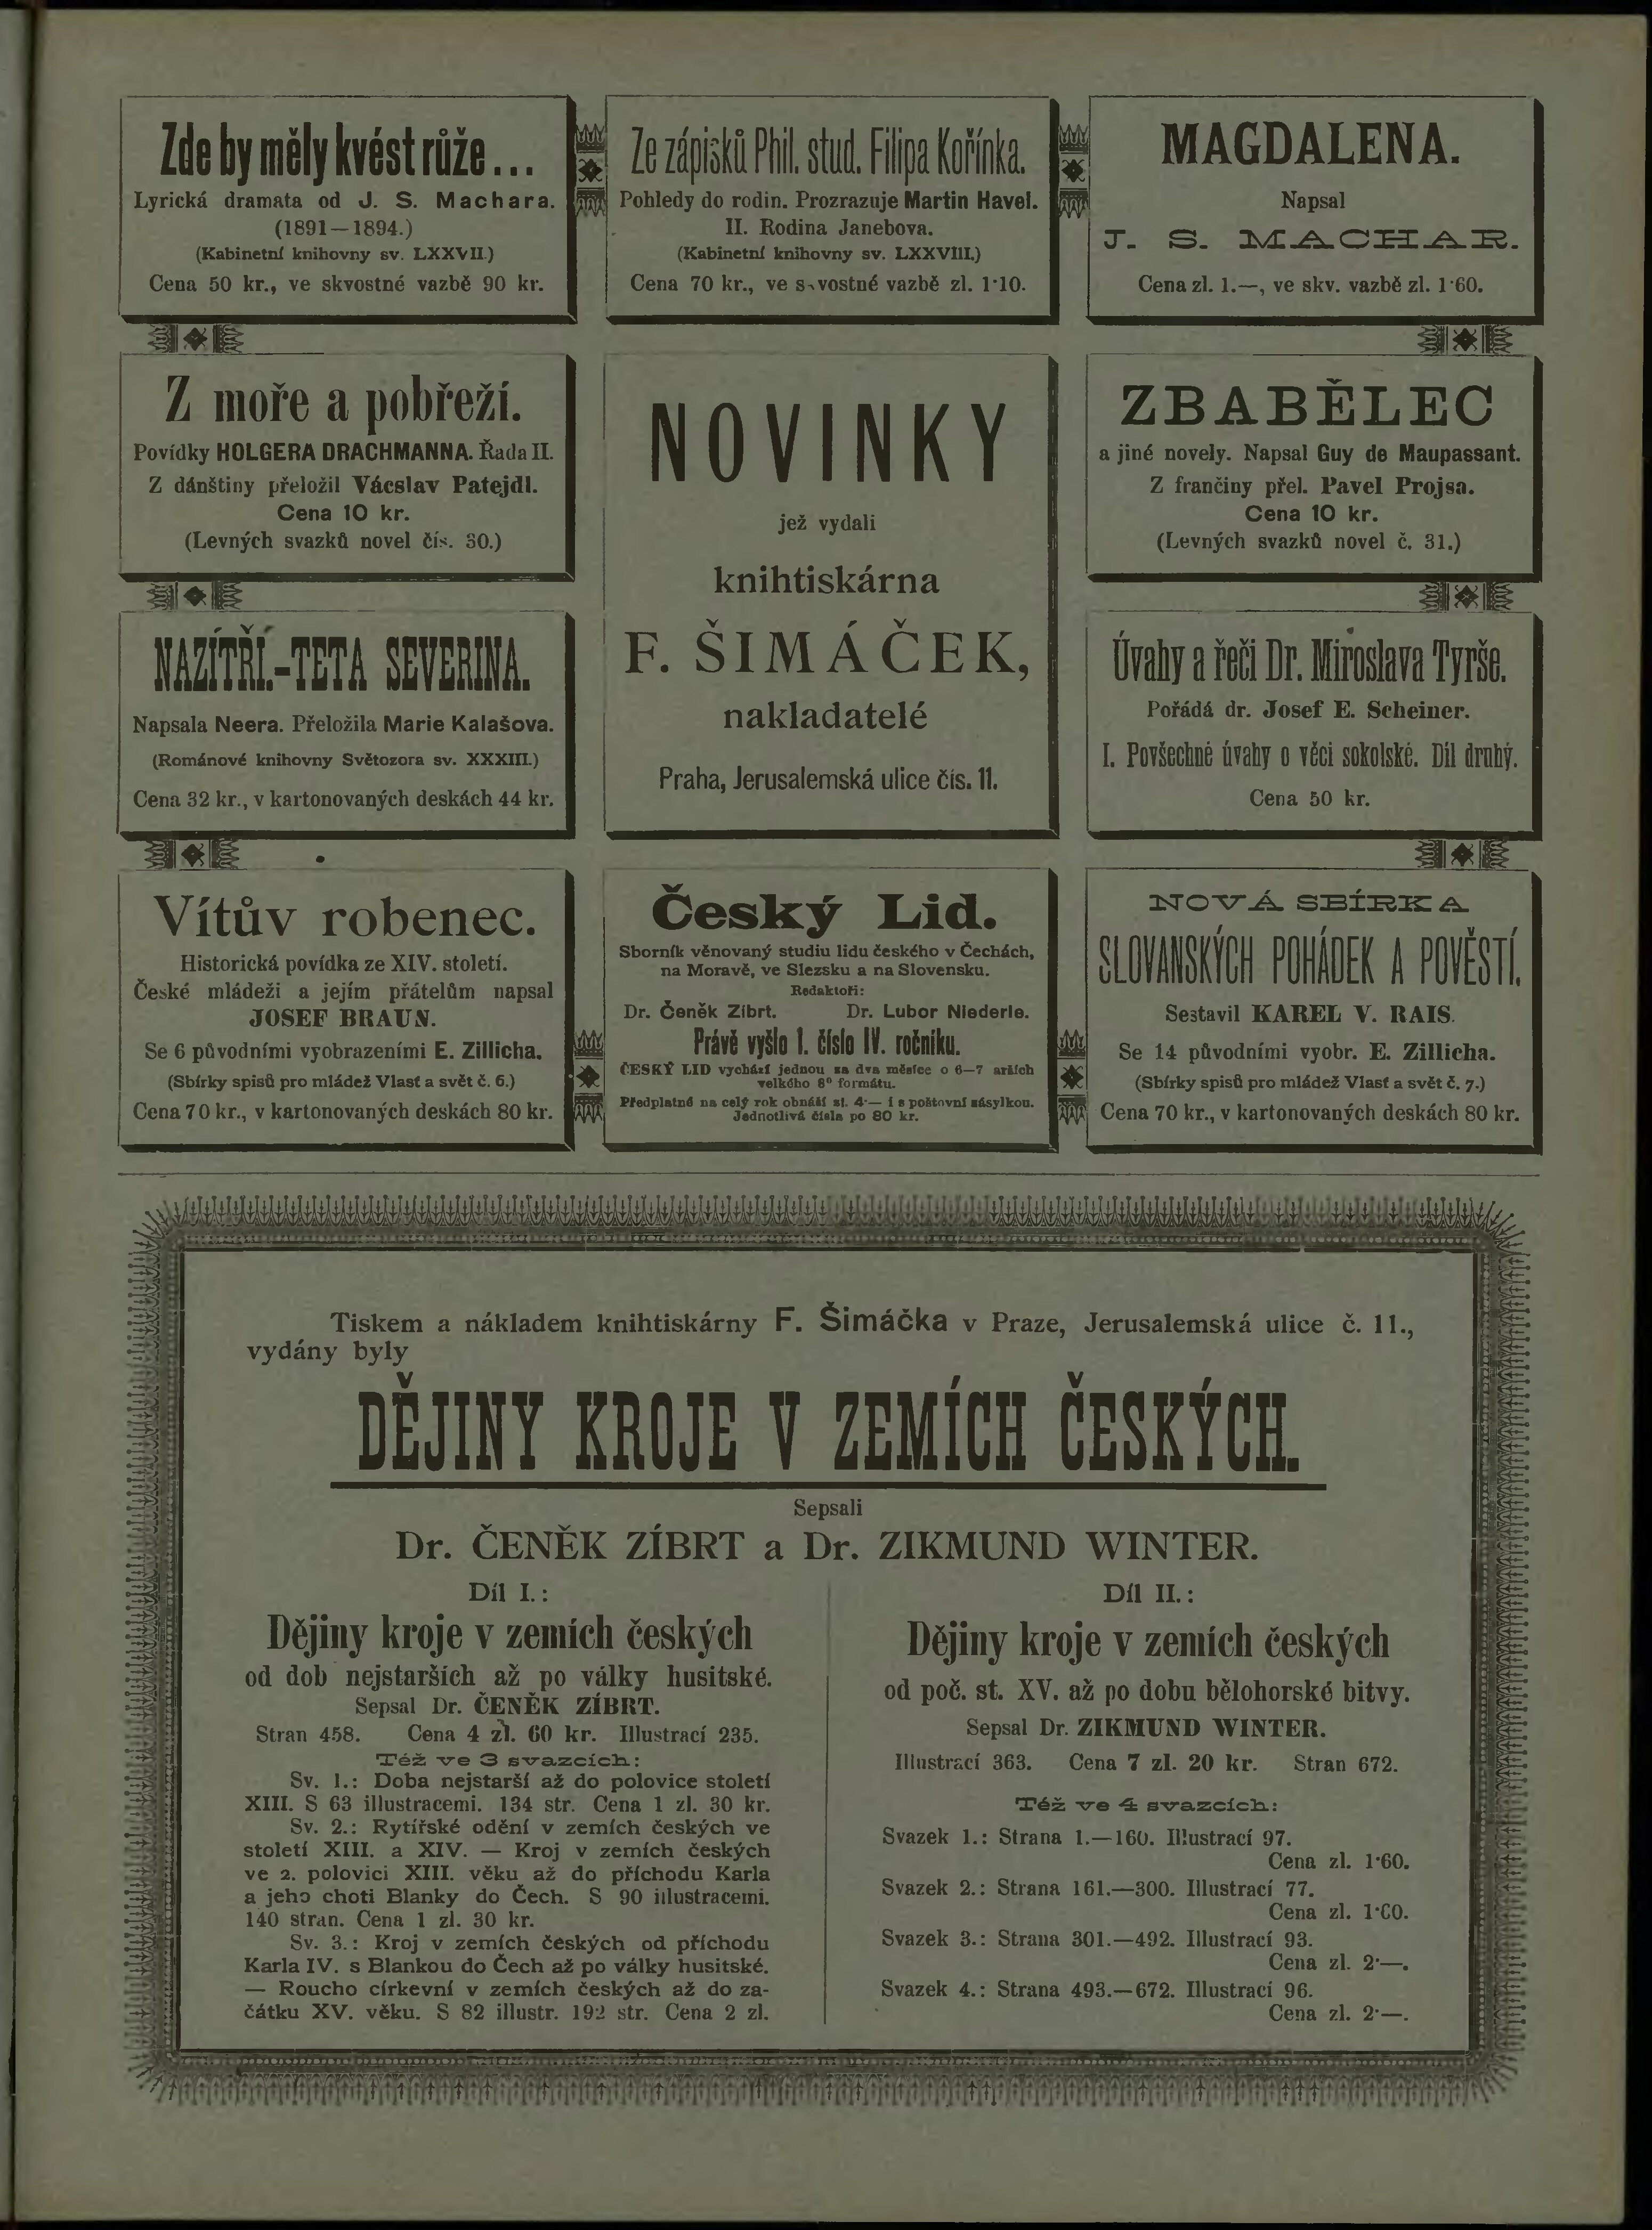 Zde by měly kvést růže...
Lyrická dramata od J. S. Machara.
(1891—1894.)
(Kabinetní knihovny sv. LXXVII.)
Cena 50 kr., ve skvostné vazbě 90 kr.
Ze zápisků Phil. stud. Filipa Kořínka.
Pohledy do rodin. Prozrazuje Martin Havel.
II. Rodina Janebova.
(Kabinetní knihovny sv. LXXVIII.)
Cena 70 kr., ve skvostné vazbě zl. 1·10.
MAGDALENA.
Napsal
J. S. MACHAR.
Cena zl. 1.—, ve skv. vazbě zl. 1·60.
Z moře a pobřeží.
Povídky HOLGERA DRACHMANNA. Řada II.
Z dánštiny přeložil Vácslav Patejdl.
Cena 10 kr.
(Levných svazků novel čís. 30.)
NOVINKY
jež vydali
knihtiskárna
F. ŠIMÁČEK,
nakladatelé
Praha, Jerusalemská ulice čís. 11.
ZBABĚLEC
a jiné novely. Napsal Guy de Maupassant.
Z frančiny přel. Pavel Projsa.
Cena 10 kr.
(Levných svazků novel č. 31.)
NAZÍTŘÍ.-TETA SEVERINA.
Napsala Neera. Přeložila Marie Kalašova.
(Románové knihovny Světozora sv. XXXIII.)
Cena 32 kr., v kartonovaných deskách 44 kr.
Úvahy a řeči Dr. Miroslava Tyrše.
Pořádá dr. Josef E. Scheiner.
I. Povšechné úvahy o věci sokolské. Díl druhý.
Cena 50 kr.
Vítův robenec.
Historická povídka ze XIV. století.
České mládeži a jejím přátelům napsal
JOSEF BRAUN.
Se 6 původními vyobrazeními E. Zillicha.
(Sbírky spisů pro mládež Vlasť a svět č. 6.)
Cena 70 kr., v kartonovaných deskách 80 kr.
Český Lid.
Sborník věnovaný studiu lidu českého v Čechách,
na Moravě, ve Slezsku a na Slovensku.
Redaktoři:
Dr. Čeněk Zíbrt. Dr. Lubor Niederle.
Právě vyšlo 1. číslo IV. ročníku.
ČESKÝ LID vychází jednou za dva měsíce o 6—7 arších
velkého 8° formátu.
Předplatné na celý rok obnáší zl. 4·— i s poštovní zásylkou.
Jednotlivá čísla po 80 kr.
NOVÁ SBÍRKA
SLOVANSKÝCH POHÁDEK A POVĚSTÍ.
Sestavil KAREL V. RAIS.
Se 14 původními vyobr. E. Zillicha.
(Sbírky spisů pro mládež Vlasť a svět č. 7.)
Cena 70 kr., v kartonovaných deskách 80 kr.
Tiskem a nákladem knihtiskárny F. Šimáčka v Praze, Jerusalemská ulice č. 11.,
vydány byly
DĚJINY KROJE V ZEMÍCH ČESKÝCH.
Sepsali
Dr. ČENĚK ZÍBRT a Dr. ZIKMUND WINTER.
Díl I.:
Dějiny kroje v zemích českých
od dob nejstarších až po války husitské.
Sepsal Dr. ČENĚK ZÍBRT.
Stran 458. Cena 4 zl. 60 kr. Illustrací 235.
Též ve 3 svazcích:
Sv. 1.: Doba nejstarší až do polovice století
XIII. S 63 illustracemi. 134 str. Cena 1 zl. 30 kr.
Sv. 2.: Rytířské odění v zemích českých ve
století XIII. a XIV. — Kroj v zemích českých
ve 2. polovici XIII. věku až do příchodu Karla
a jeho choti Blanky do Čech. S 90 illustracemi.
140 stran. Cena 1 zl. 30 kr.
Sv. 3.: Kroj v zemích českých od příchodu
Karla IV. s Blankou do Čech až po války husitské.
— Roucho církevní v zemích českých až do za-
čátku XV. věku. S 82 illustr. 192 str. Cena 2 zl.
Díl II.:
Dějiny kroje v zemích českých
od poč. st. XV. až po dobu bělohorské bitvy.
Sepsal Dr. ZIKMUND WINTER.
Illustrací 363. Cena 7 zl. 20 kr. Stran 672.
Též ve 4 svazcích:
Svazek 1.: Strana 1.—160. Illustrací 97.
Cena zl. 1·60.
Svazek 2.: Strana 161.—300. Illustrací 77.
Cena zl. 1·60.
Svazek 3.: Strana 301.—492. Illustrací 93.
Cena zl. 2·—.
Svazek 4.: Strana 493.—672. Illustrací 96.
Cena zl. 2·—.